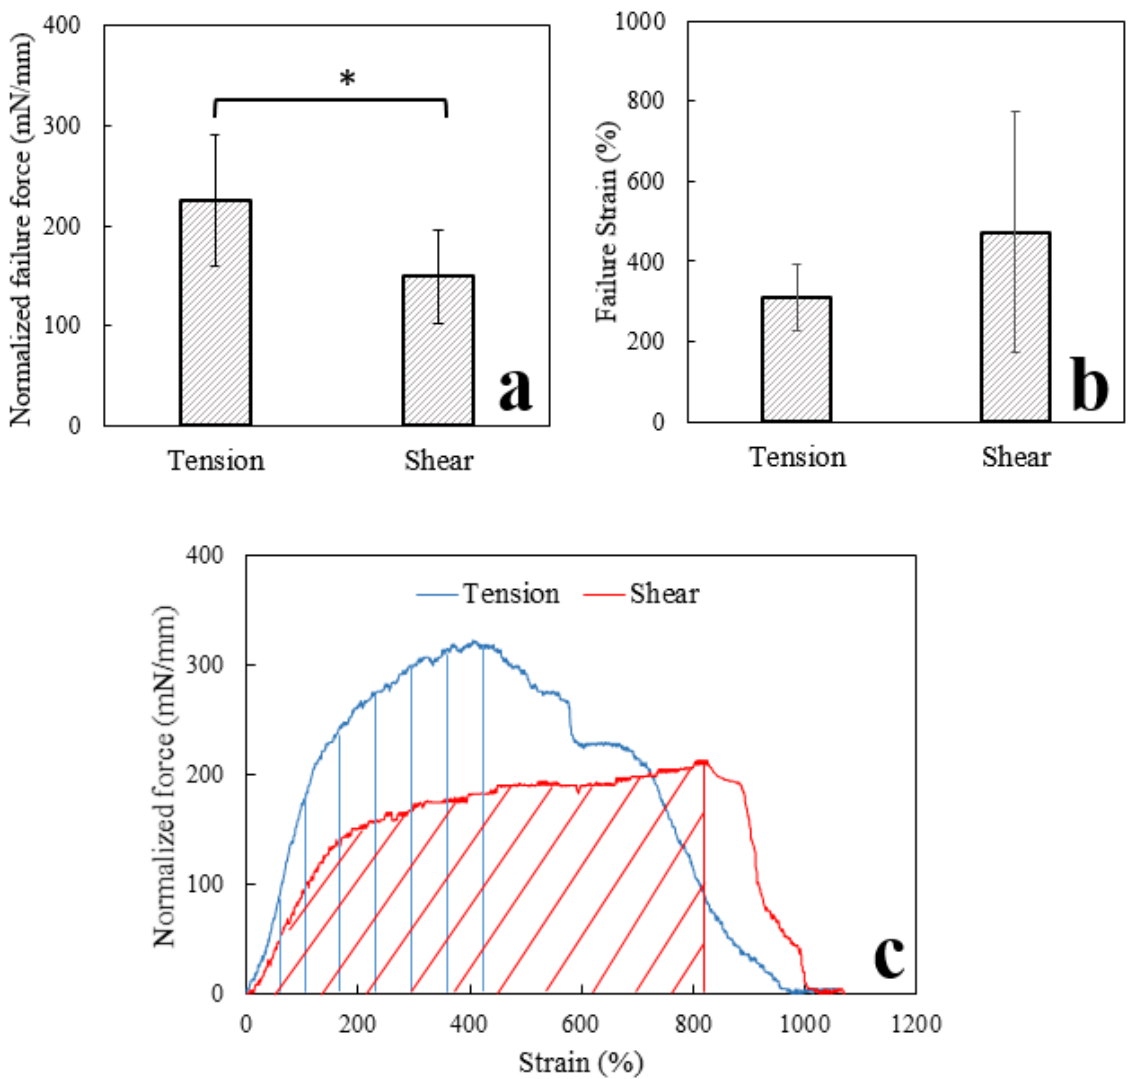 Normalized failure force (mN/mm)
400
300
200
100
0
*
Tension
Shear
a
Failure Strain (%)
1000
800
600
400
200
0
Tension
Shear
b
Normalized force (mN/mm)
400
300
200
100
0
Tension Shear
c
0 200 400 600 800 1000 1200
Strain (%)